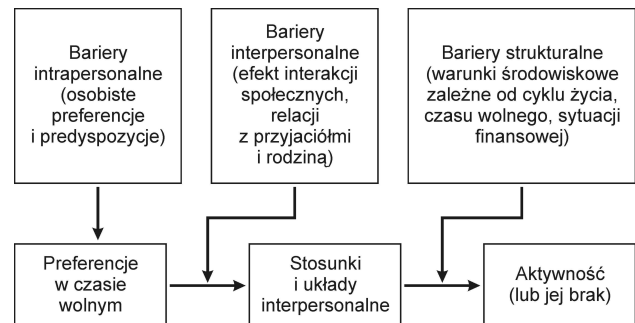 Bariery
intrapersonalne
(osobiste
preferencje
i predyspozycje)
Bariery
interpersonalne
(efekt interakcji
społecznych,
relacji
z przyjaciółmi
i rodziną)
Bariery strukturalne
(warunki środowiskowe
zależne od cyklu życia,
czasu wolnego, sytuacji
finansowej)
Preferencje
w czasie
wolnym
Stosunki
i układy
interpersonalne
Aktywność
(lub jej brak)